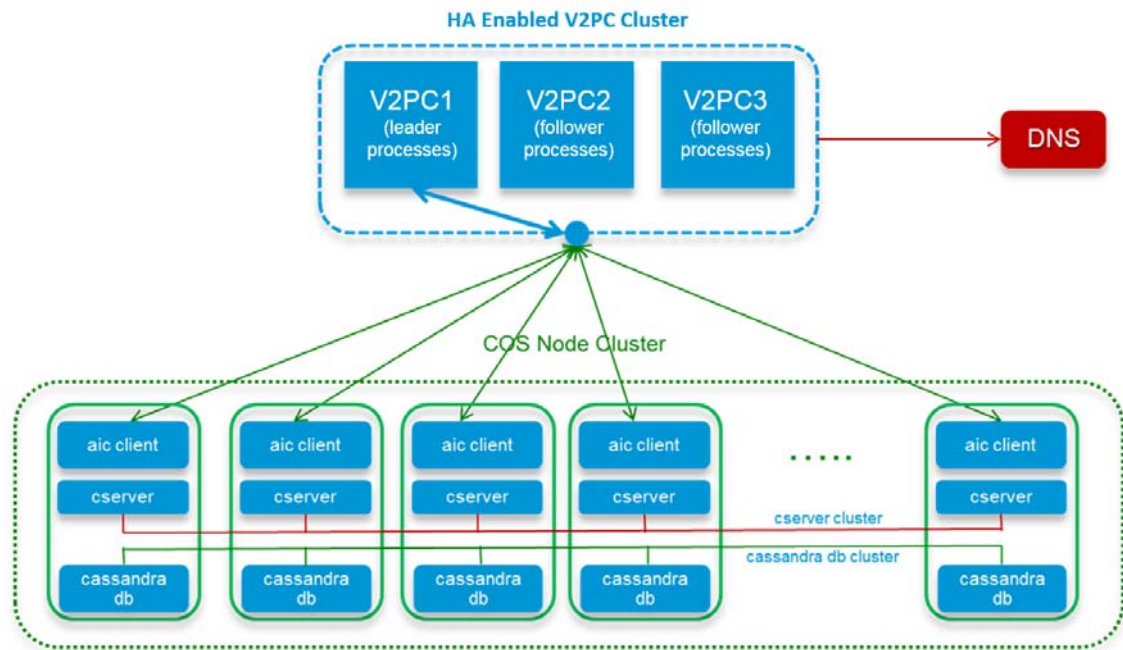 HA Enabled V2PC Cluster
V2PC1
(leader
processes)
V2PC2
(follower
processes)
V2PC3
(follower
processes)
DNS
COS Node Cluster
aic client
aic client
aic client
aic client
.....
aic client
cserver
cserver
cserver
cserver
cserver
cserver cluster
cassandra db cluster
cassandra
db
cassandra
db
cassandra
db
cassandra
db
cassandra
db